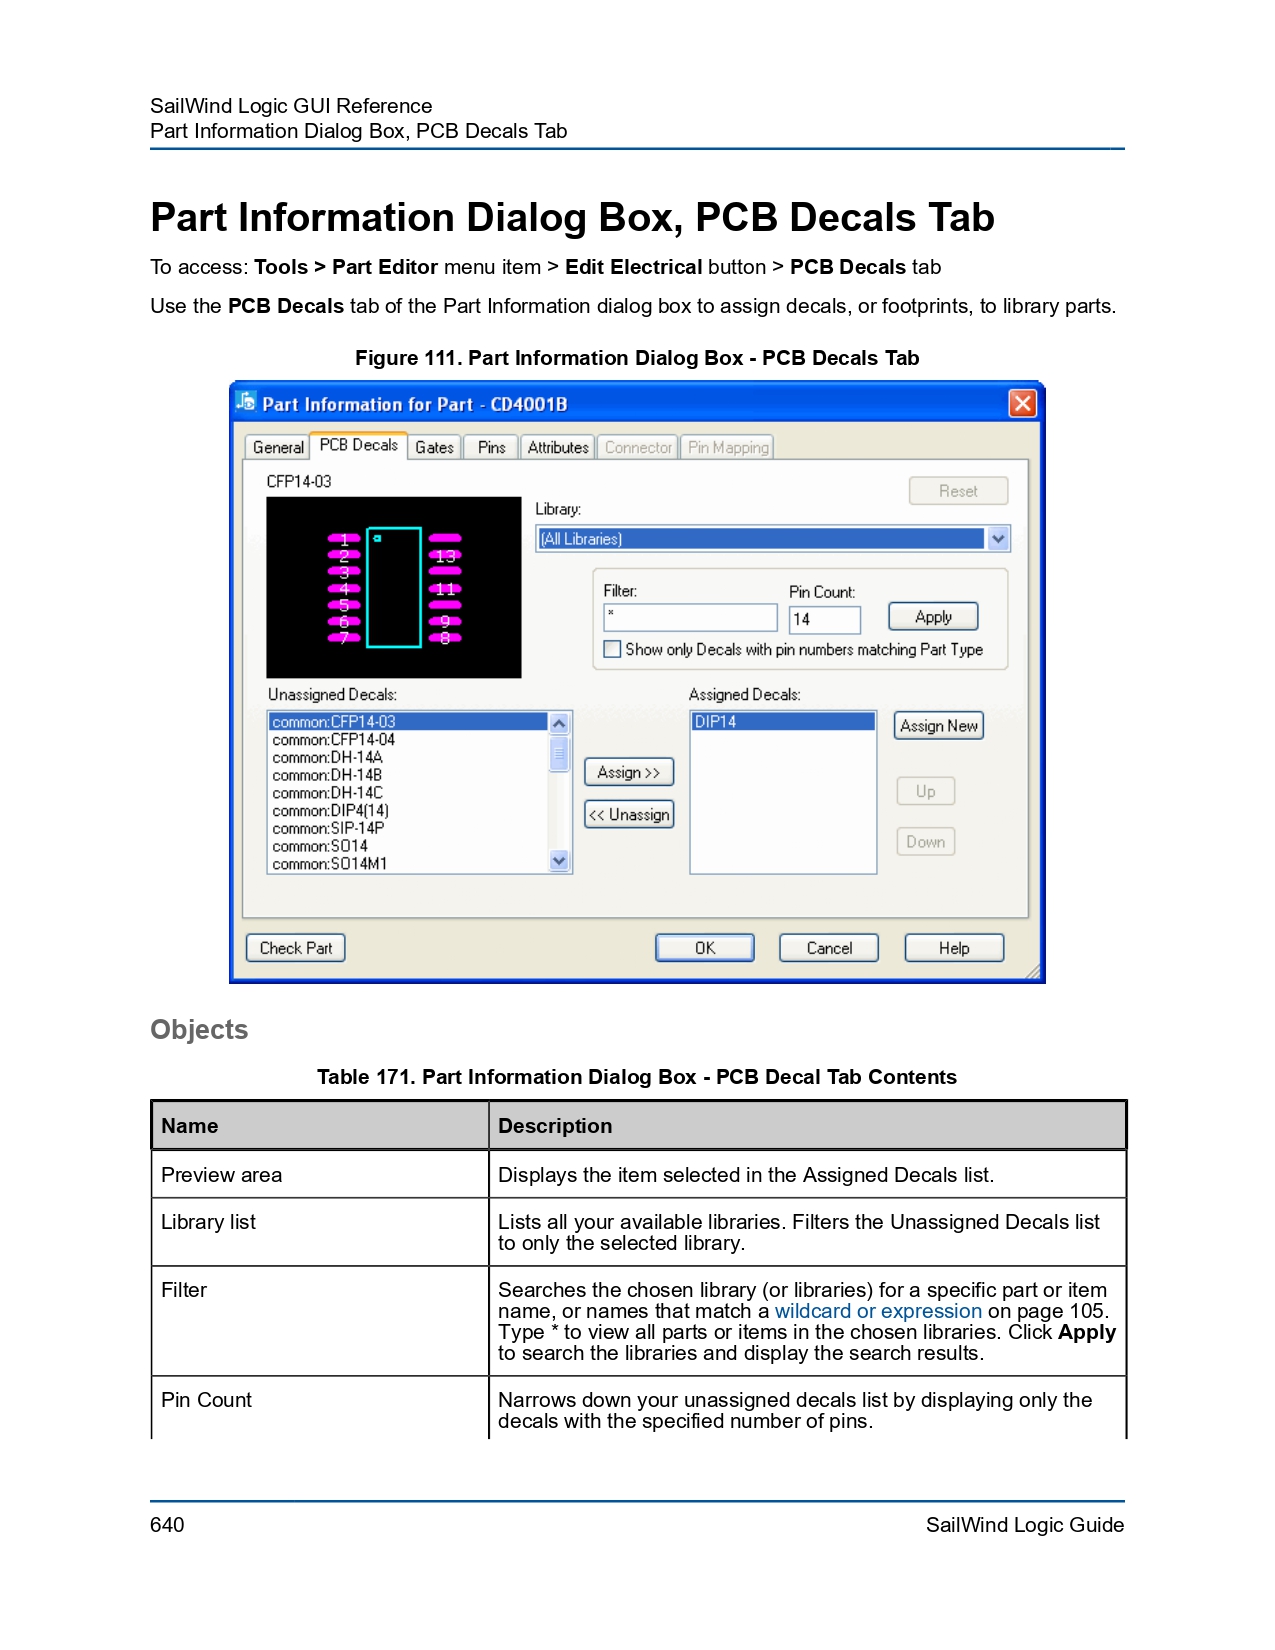 SailWind Logic GUI Reference
Part Information Dialog Box, PCB Decals Tab
Part Information Dialog Box, PCB Decals Tab
To access: Tools > Part Editor menu item > Edit Electrical button > PCB Decals tab
Use the PCB Decals tab of the Part Information dialog box to assign decals, or footprints, to library parts.
Figure 111. Part Information Dialog Box - PCB Decals Tab
Part Information for Part - CD4001B
General PCB Decals Gates Pins Attributes Connector Pin Mapping
CFP14-03
Reset
Library:
(All Libraries)
1
2 13
3
4 11
5
6 9
7 8
Filter: Pin Count:
* 14 Apply
Show only Decals with pin numbers matching Part Type
Unassigned Decals: Assigned Decals:
common:CFP14-03
common:CFP14-04
common:DH-14A
common:DH-14B
common:DH-14C
common:DIP4(14)
common:SIP-14P
common:SO14
common:SO14M1
Assign >>
<< Unassign
DIP14
Assign New
Up
Down
Check Part OK Cancel Help
Objects
Table 171. Part Information Dialog Box - PCB Decal Tab Contents
Name Description
Preview area Displays the item selected in the Assigned Decals list.
Library list Lists all your available libraries. Filters the Unassigned Decals list
to only the selected library.
Filter Searches the chosen library (or libraries) for a specific part or item
name, or names that match a wildcard or expression on page 105.
Type * to view all parts or items in the chosen libraries. Click Apply
to search the libraries and display the search results.
Pin Count Narrows down your unassigned decals list by displaying only the
decals with the specified number of pins.
640 SailWind Logic Guide